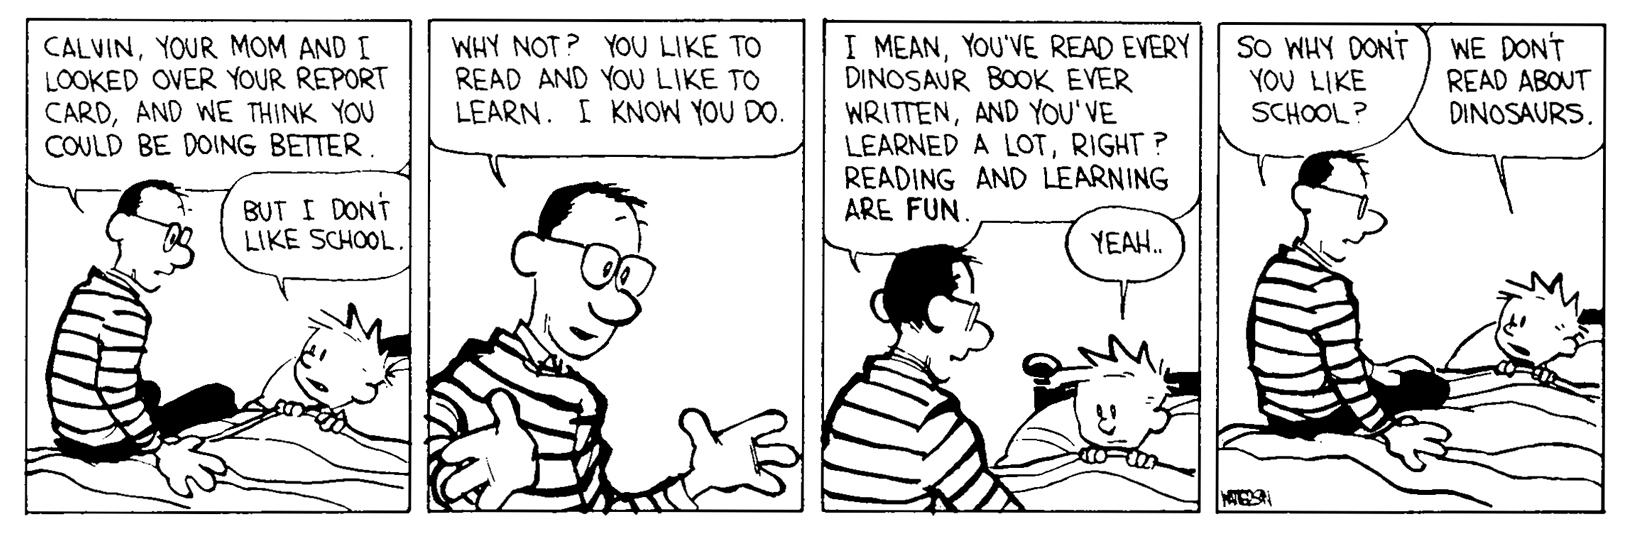 CALVIN, YOUR MOM AND I
LOOKED OVER YOUR REPORT
CARD, AND WE THINK YOU
COULD BE DOING BETTER.
BUT I DON'T
LIKE SCHOOL.
WHY NOT? YOU LIKE TO
READ AND YOU LIKE TO
LEARN. I KNOW YOU DO.
I MEAN, YOU'VE READ EVERY
DINOSAUR BOOK EVER
WRITTEN, AND YOU'VE
LEARNED A LOT, RIGHT?
READING AND LEARNING
ARE FUN.
YEAH..
SO WHY DON'T
YOU LIKE
SCHOOL?
WE DON'T
READ ABOUT
DINOSAURS.
WATTERSON